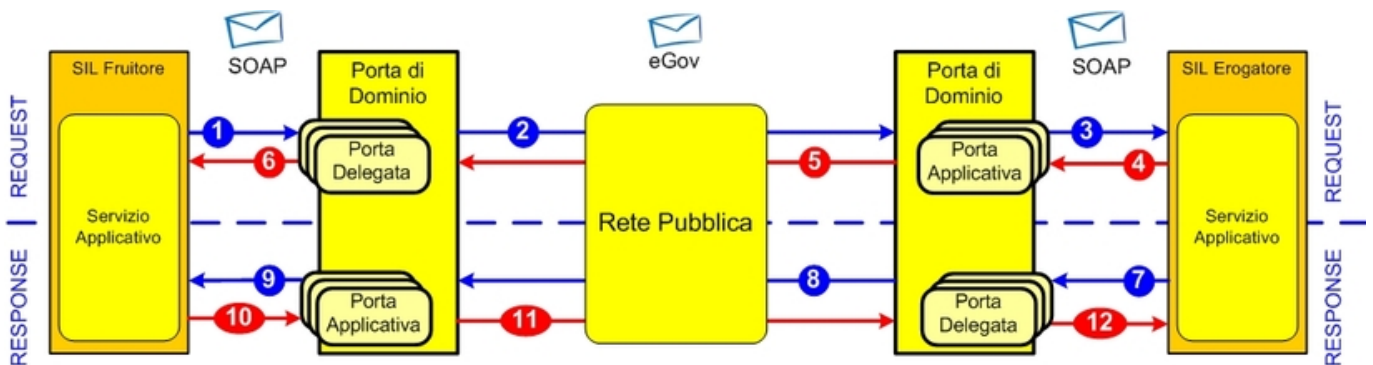 SOAP
eGov
SOAP
SIL Fruitore
Porta di
Dominio
Porta di
Dominio
SIL Erogatore
REQUEST
1
2
3
REQUEST
6
5
4
Porta
Delegata
Porta
Applicativa
Servizio
Applicativo
Rete Pubblica
Servizio
Applicativo
RESPONSE
9
8
7
RESPONSE
10
11
12
Porta
Applicativa
Porta
Delegata